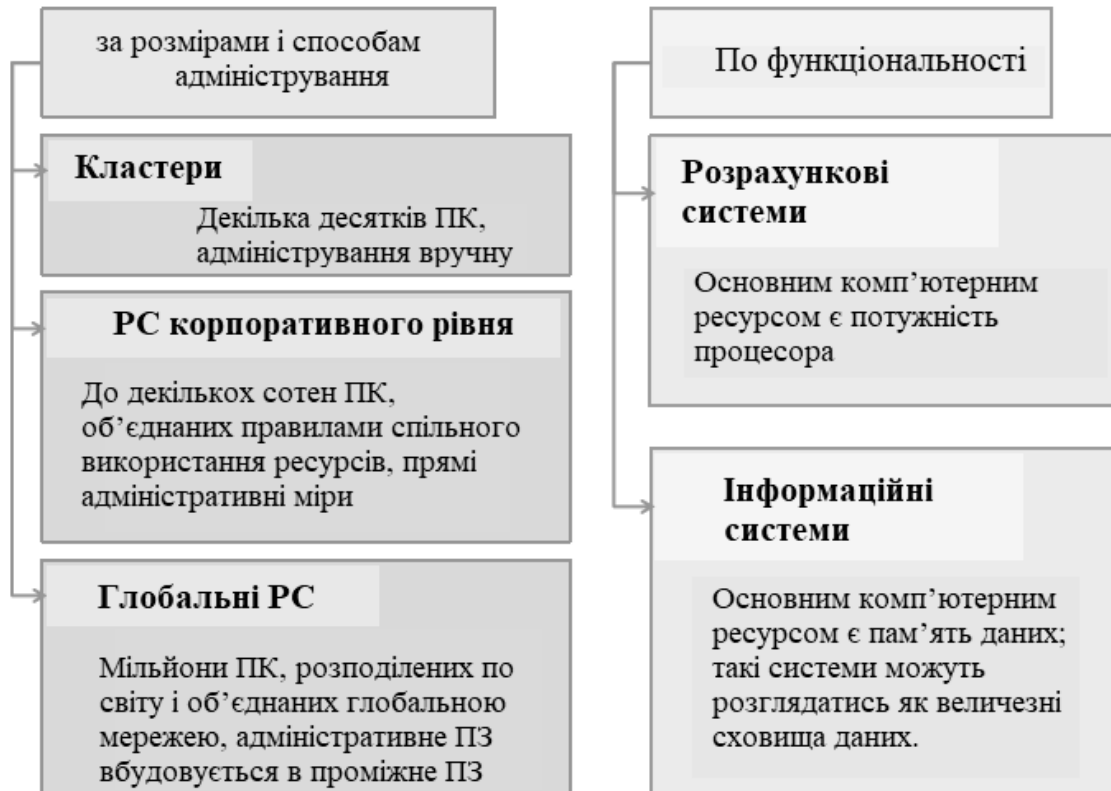 за розмірами і способам
адміністрування
Кластери
Декілька десятків ПК,
адміністрування вручну
РС корпоративного рівня
До декількох сотен ПК,
об’єднаних правилами спільного
використання ресурсів, прямі
адміністративні міри
Глобальні РС
Мільйони ПК, розподілених по
світу і об’єднаних глобальною
мережею, адміністративне ПЗ
вбудовується в проміжне ПЗ
По функціональності
Розрахункові
системи
Основним комп’ютерним
ресурсом є потужність
процесора
Інформаційні
системи
Основним комп’ютерним
ресурсом є пам’ять даних;
такі системи можуть
розглядатись як величезні
сховища даних.